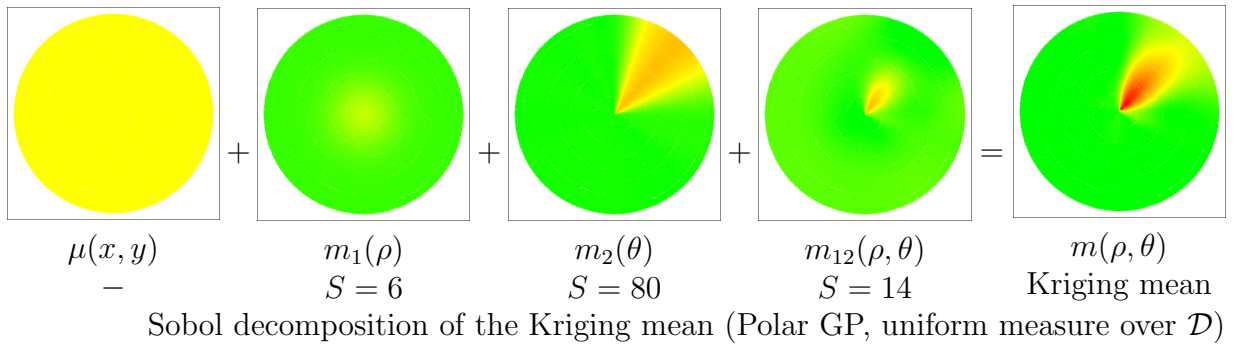 + + + =
μ(x, y) m₁(ρ) m₂(θ) m₁₂(ρ, θ) m(ρ, θ)
− S = 6 S = 80 S = 14 Kriging mean
Sobol decomposition of the Kriging mean (Polar GP, uniform measure over 𝒟)